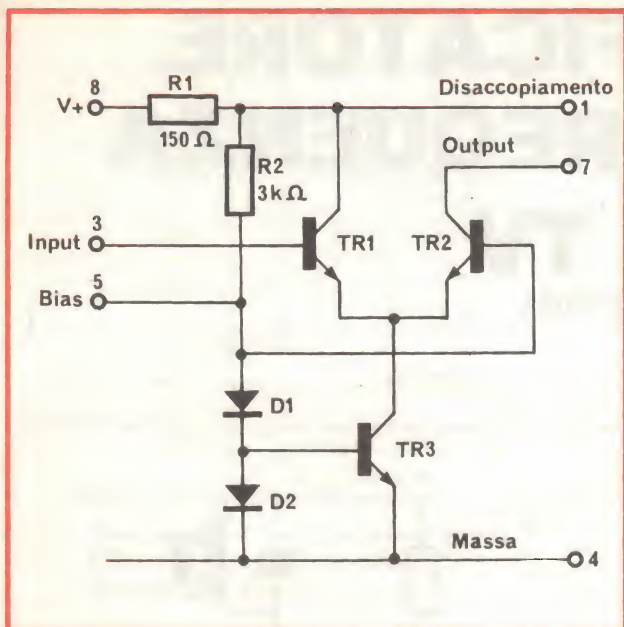 V+ 8
R1
150 Ω
R2
3k Ω
Disaccopiamento
1
Output
7
Input 3
TR1
TR2
Bias 5
D1
TR3
D2
Massa
4